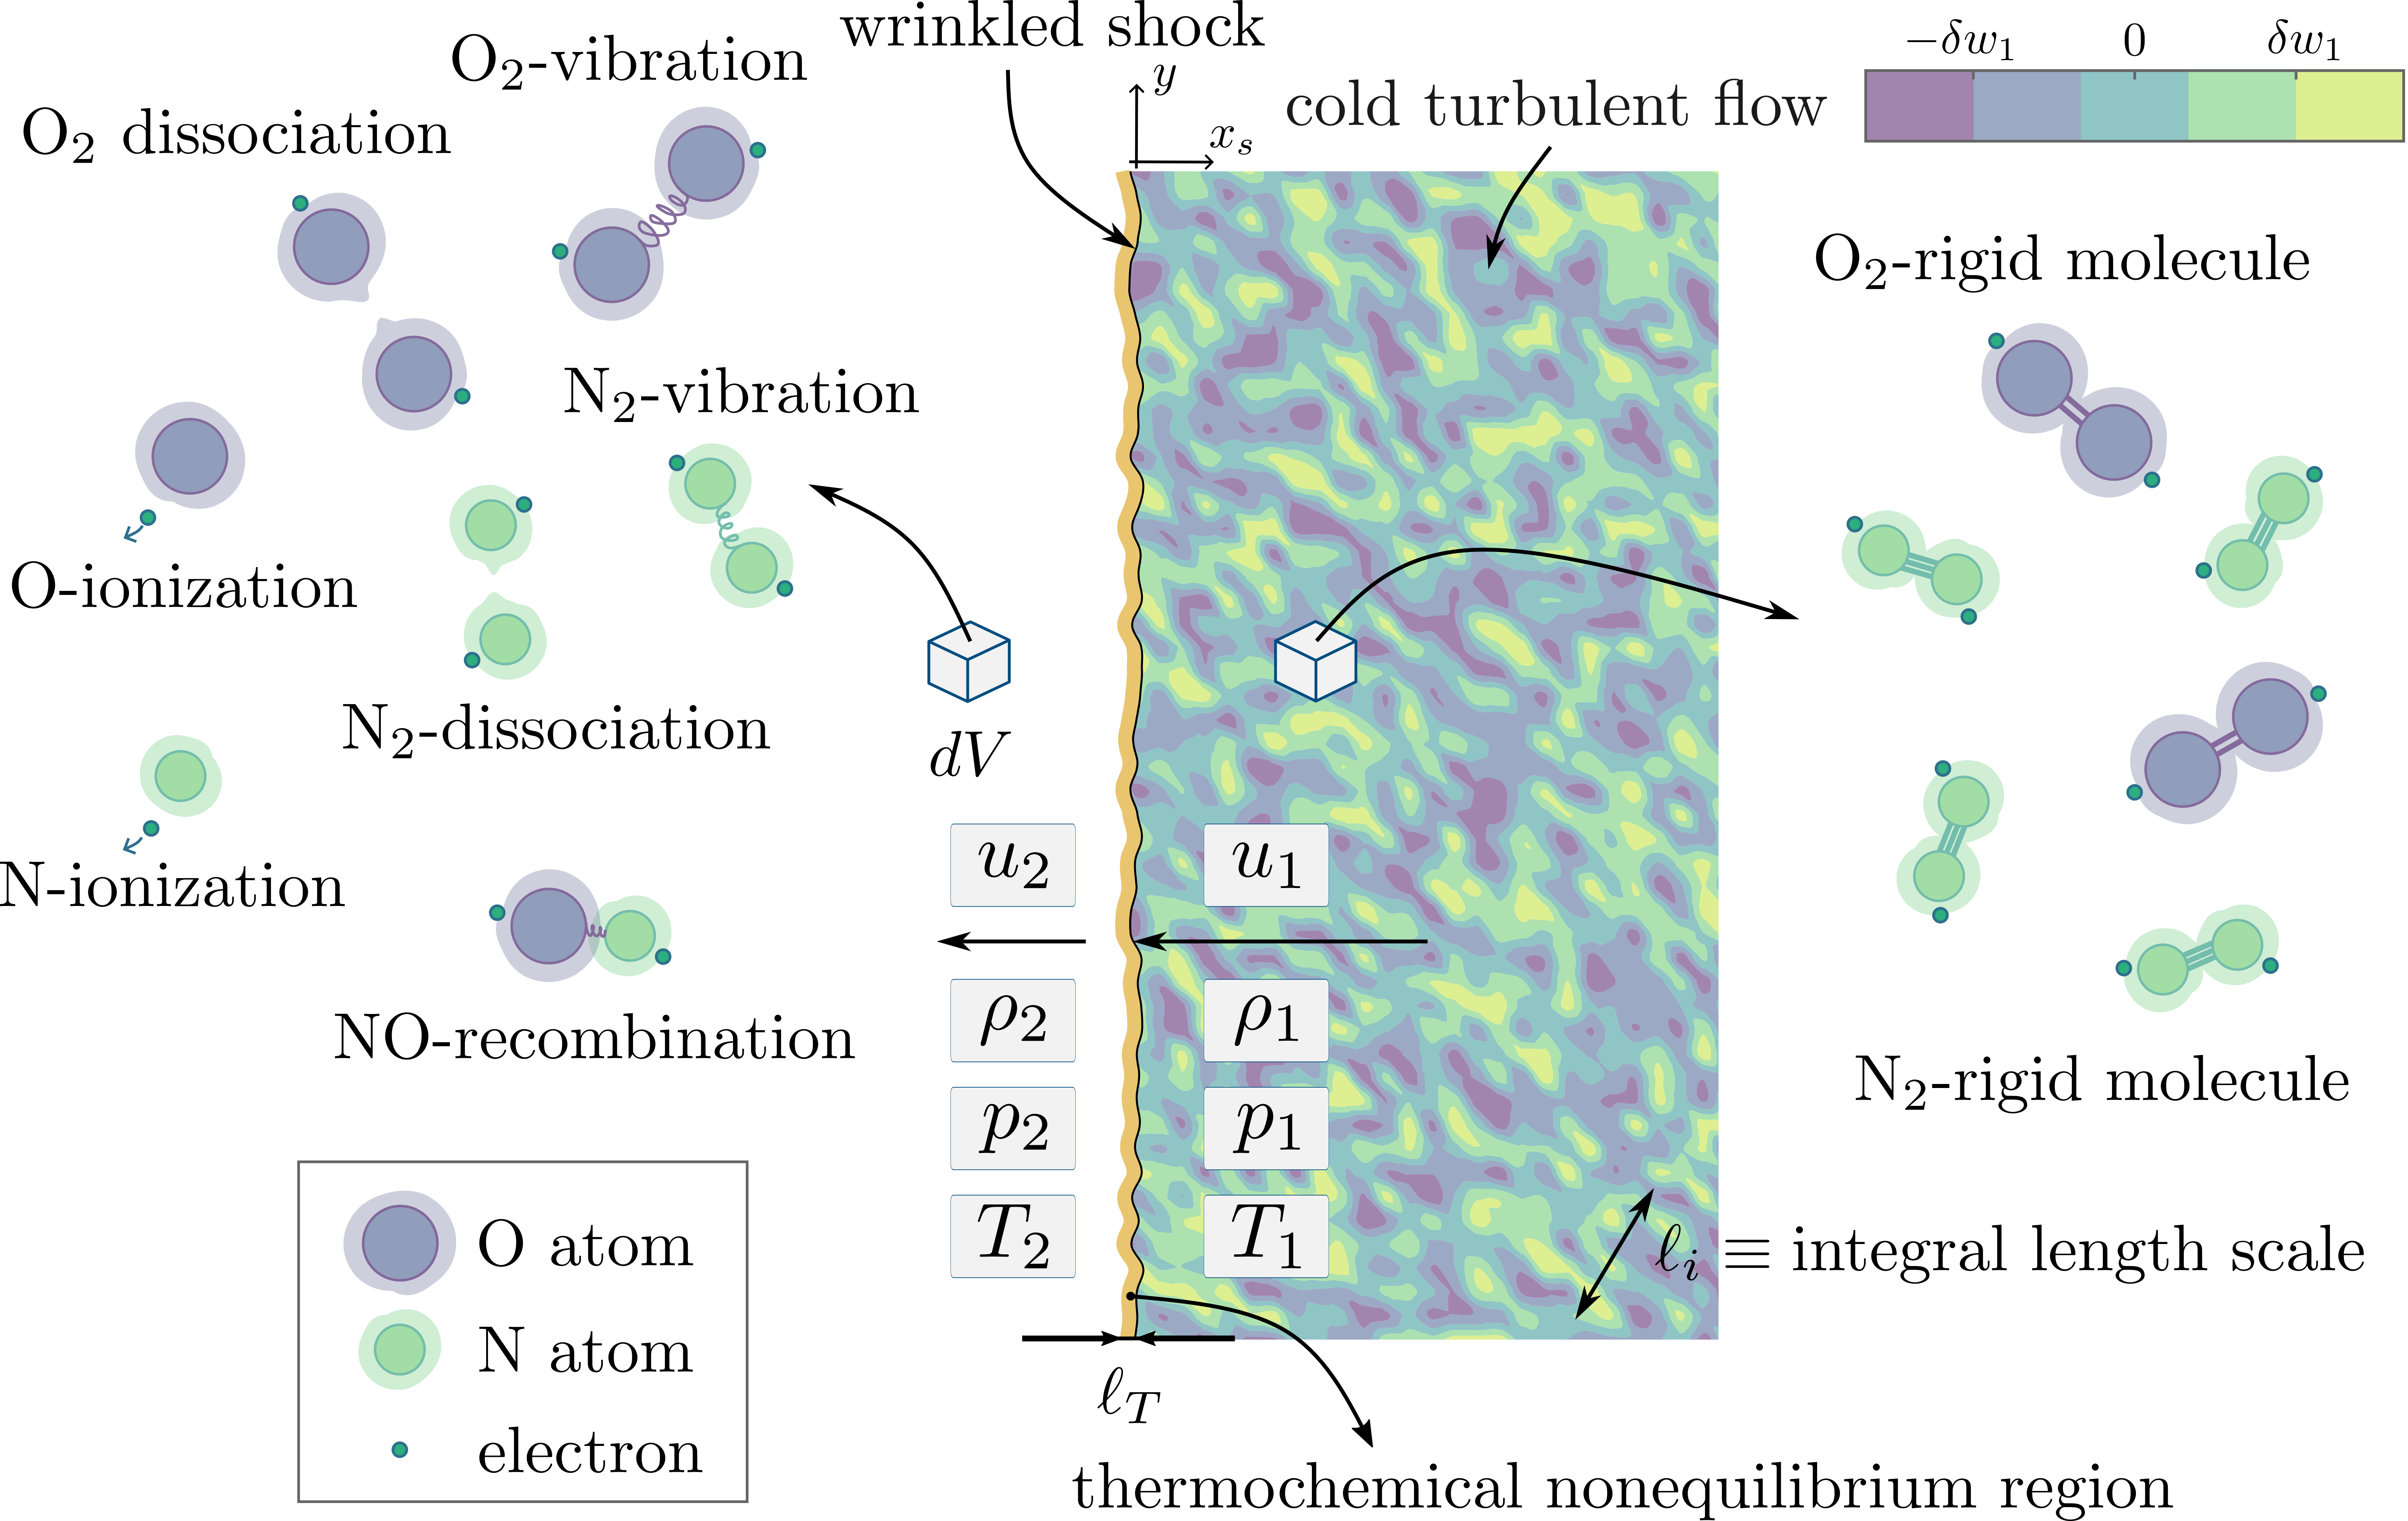 wrinkled shock
−δw₁ 0 δw₁
O₂-vibration
y
cold turbulent flow
O₂ dissociation
xₛ
O₂-rigid molecule
N₂-vibration
O-ionization
N₂-dissociation
dV
N-ionization
u₂ u₁
ρ₂ ρ₁
NO-recombination
N₂-rigid molecule
p₂ p₁
T₂ T₁
ℓᵢ ≡ integral length scale
O atom
N atom
electron
ℓ_T
thermochemical nonequilibrium region